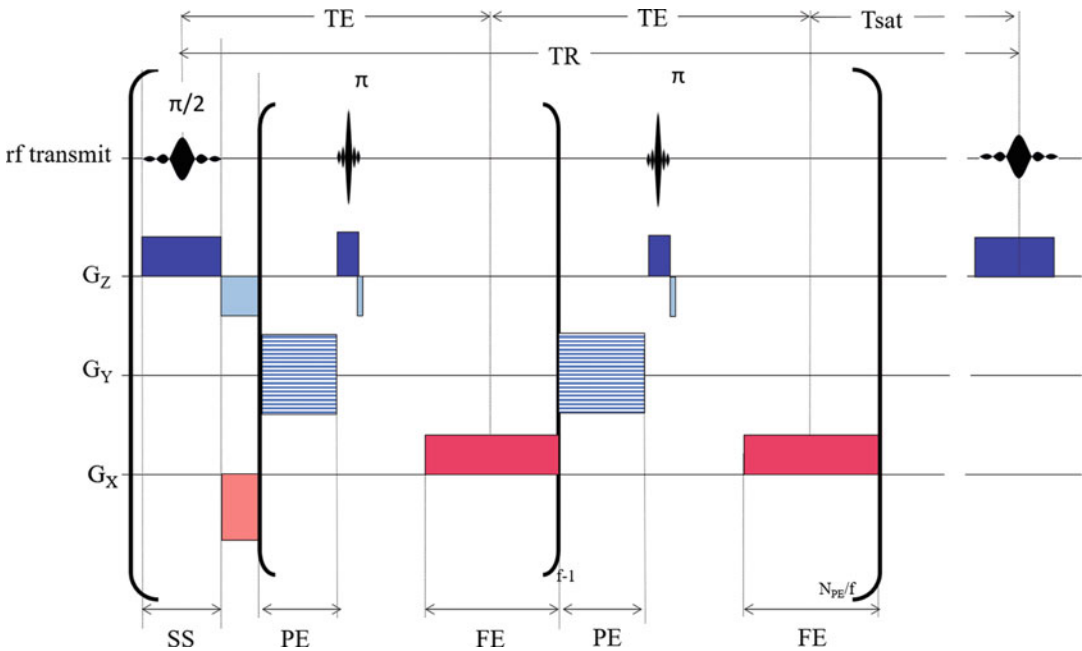 TE TE Tsat
TR
π/2 π π
rf transmit
G_Z
G_Y
G_X
f-1 N_PE/f
SS PE FE PE FE